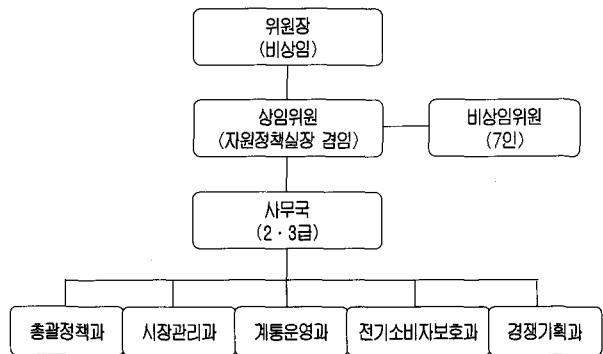 위원장
(비상임)
상임위원
(자원정책실장 겸임)
비상임위원
(7인)
사무국
(2·3급)
총괄정책과
시장관리과
계통운영과
전기소비자보호과
경쟁기획과